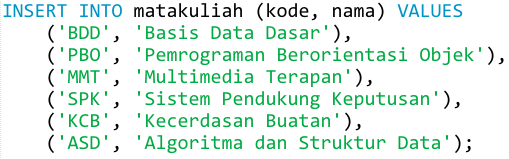 INSERT INTO matakuliah (kode, nama) VALUES
('BDD', 'Basis Data Dasar'),
('PBO', 'Pemrograman Berorientasi Objek'),
('MMT', 'Multimedia Terapan'),
('SPK', 'Sistem Pendukung Keputusan'),
('KCB', 'Kecerdasan Buatan'),
('ASD', 'Algoritma dan Struktur Data');